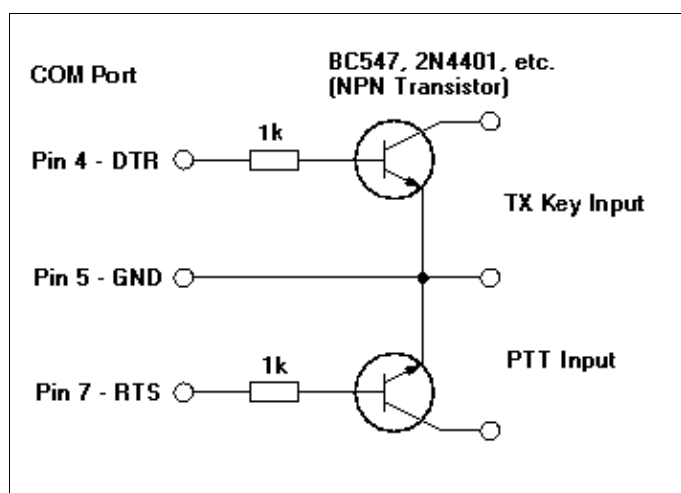 COM Port
BC547, 2N4401, etc.
(NPN Transistor)
1k
Pin 4 - DTR
TX Key Input
Pin 5 - GND
1k
PTT Input
Pin 7 - RTS